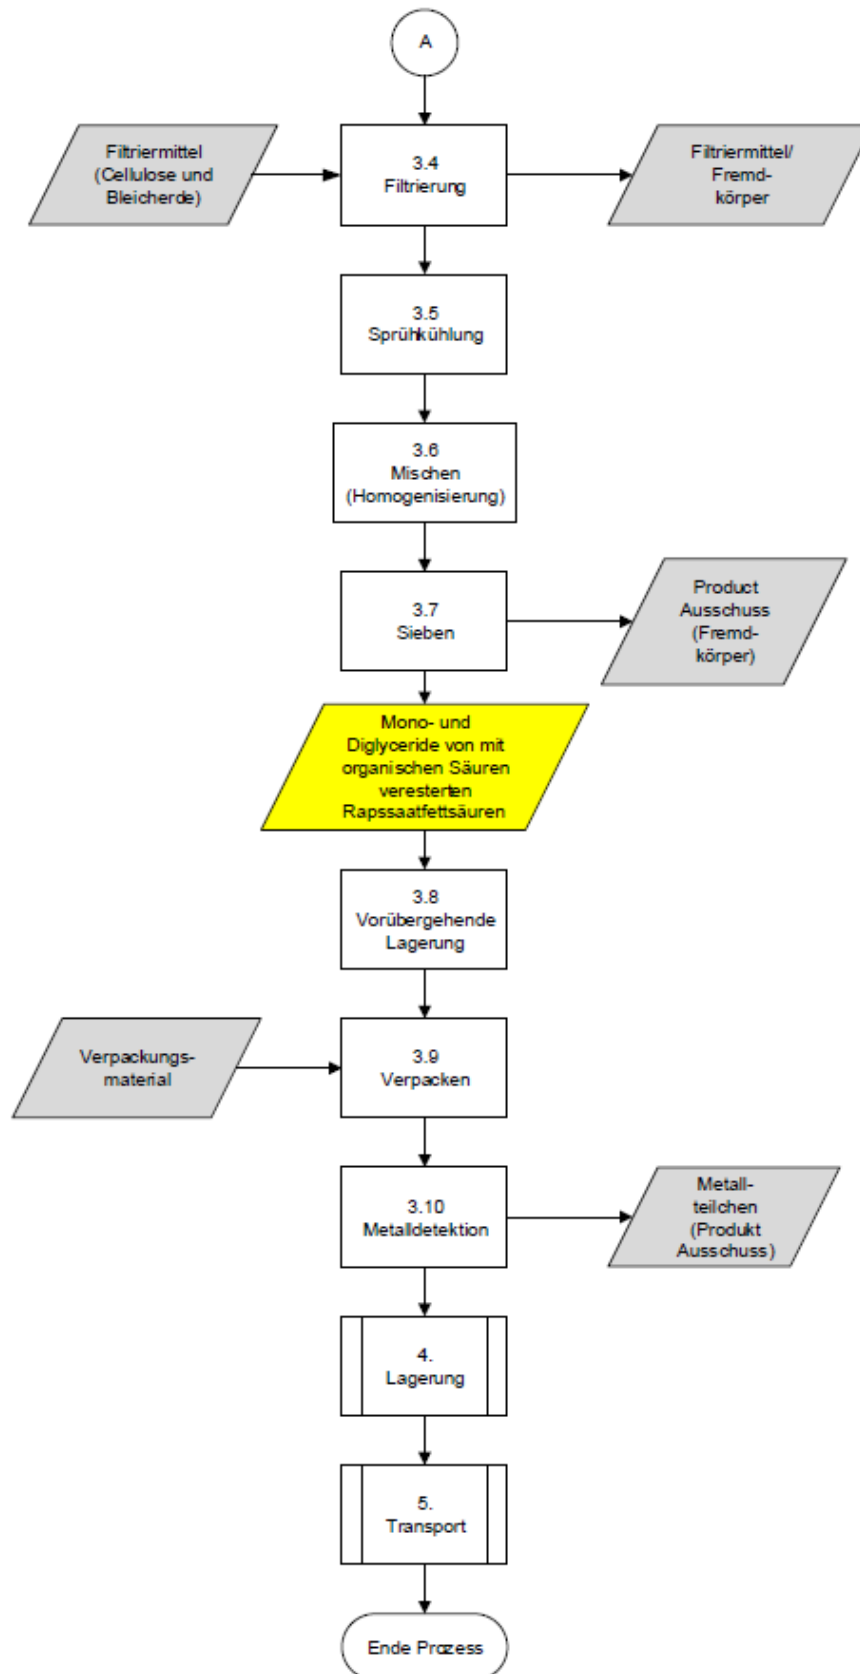 A
Filtriermittel
(Cellulose und
Bleicherde)
3.4
Filtrierung
Filtriermittel/
Fremd-
körper
3.5
Sprühkühlung
3.6
Mischen
(Homogenisierung)
3.7
Sieben
Product
Ausschuss
(Fremd-
körper)
Mono- und
Diglyceride von mit
organischen Säuren
veresterten
Rapssaatfettsäuren
3.8
Vorübergehende
Lagerung
Verpackungs-
material
3.9
Verpacken
3.10
Metalldetektion
Metall-
teilchen
(Produkt
Ausschuss)
4.
Lagerung
5.
Transport
Ende Prozess